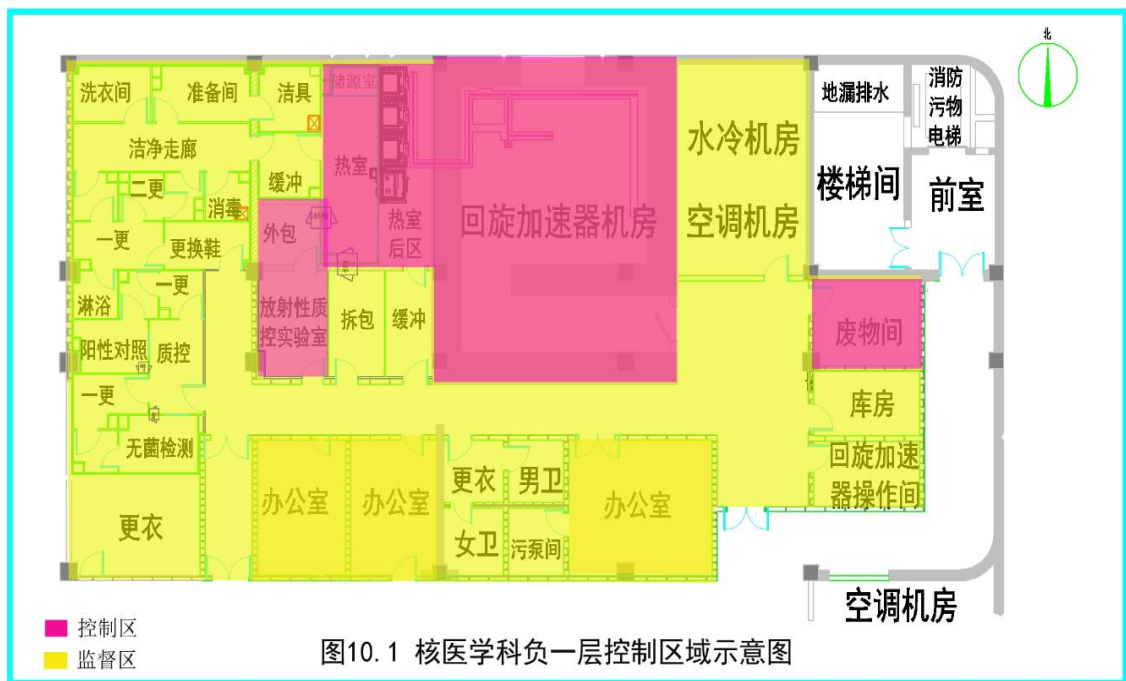 北
洗衣间
准备间
洁具
储源室
地漏排水
消防
污物
电梯
洁净走廊
水冷机房
热室
缓冲
二更
消毒
楼梯间
前室
外包
热室
后区
回旋加速器机房
空调机房
一更
更换鞋
一更
淋浴
放射性质
控实验室
拆包
缓冲
废物间
阳性对照
质控
一更
库房
无菌检测
更衣
男卫
回旋加速
器操作间
办公室
办公室
办公室
更衣
女卫
污泵间
空调机房
控制区
监督区
图10.1 核医学科负一层控制区域示意图